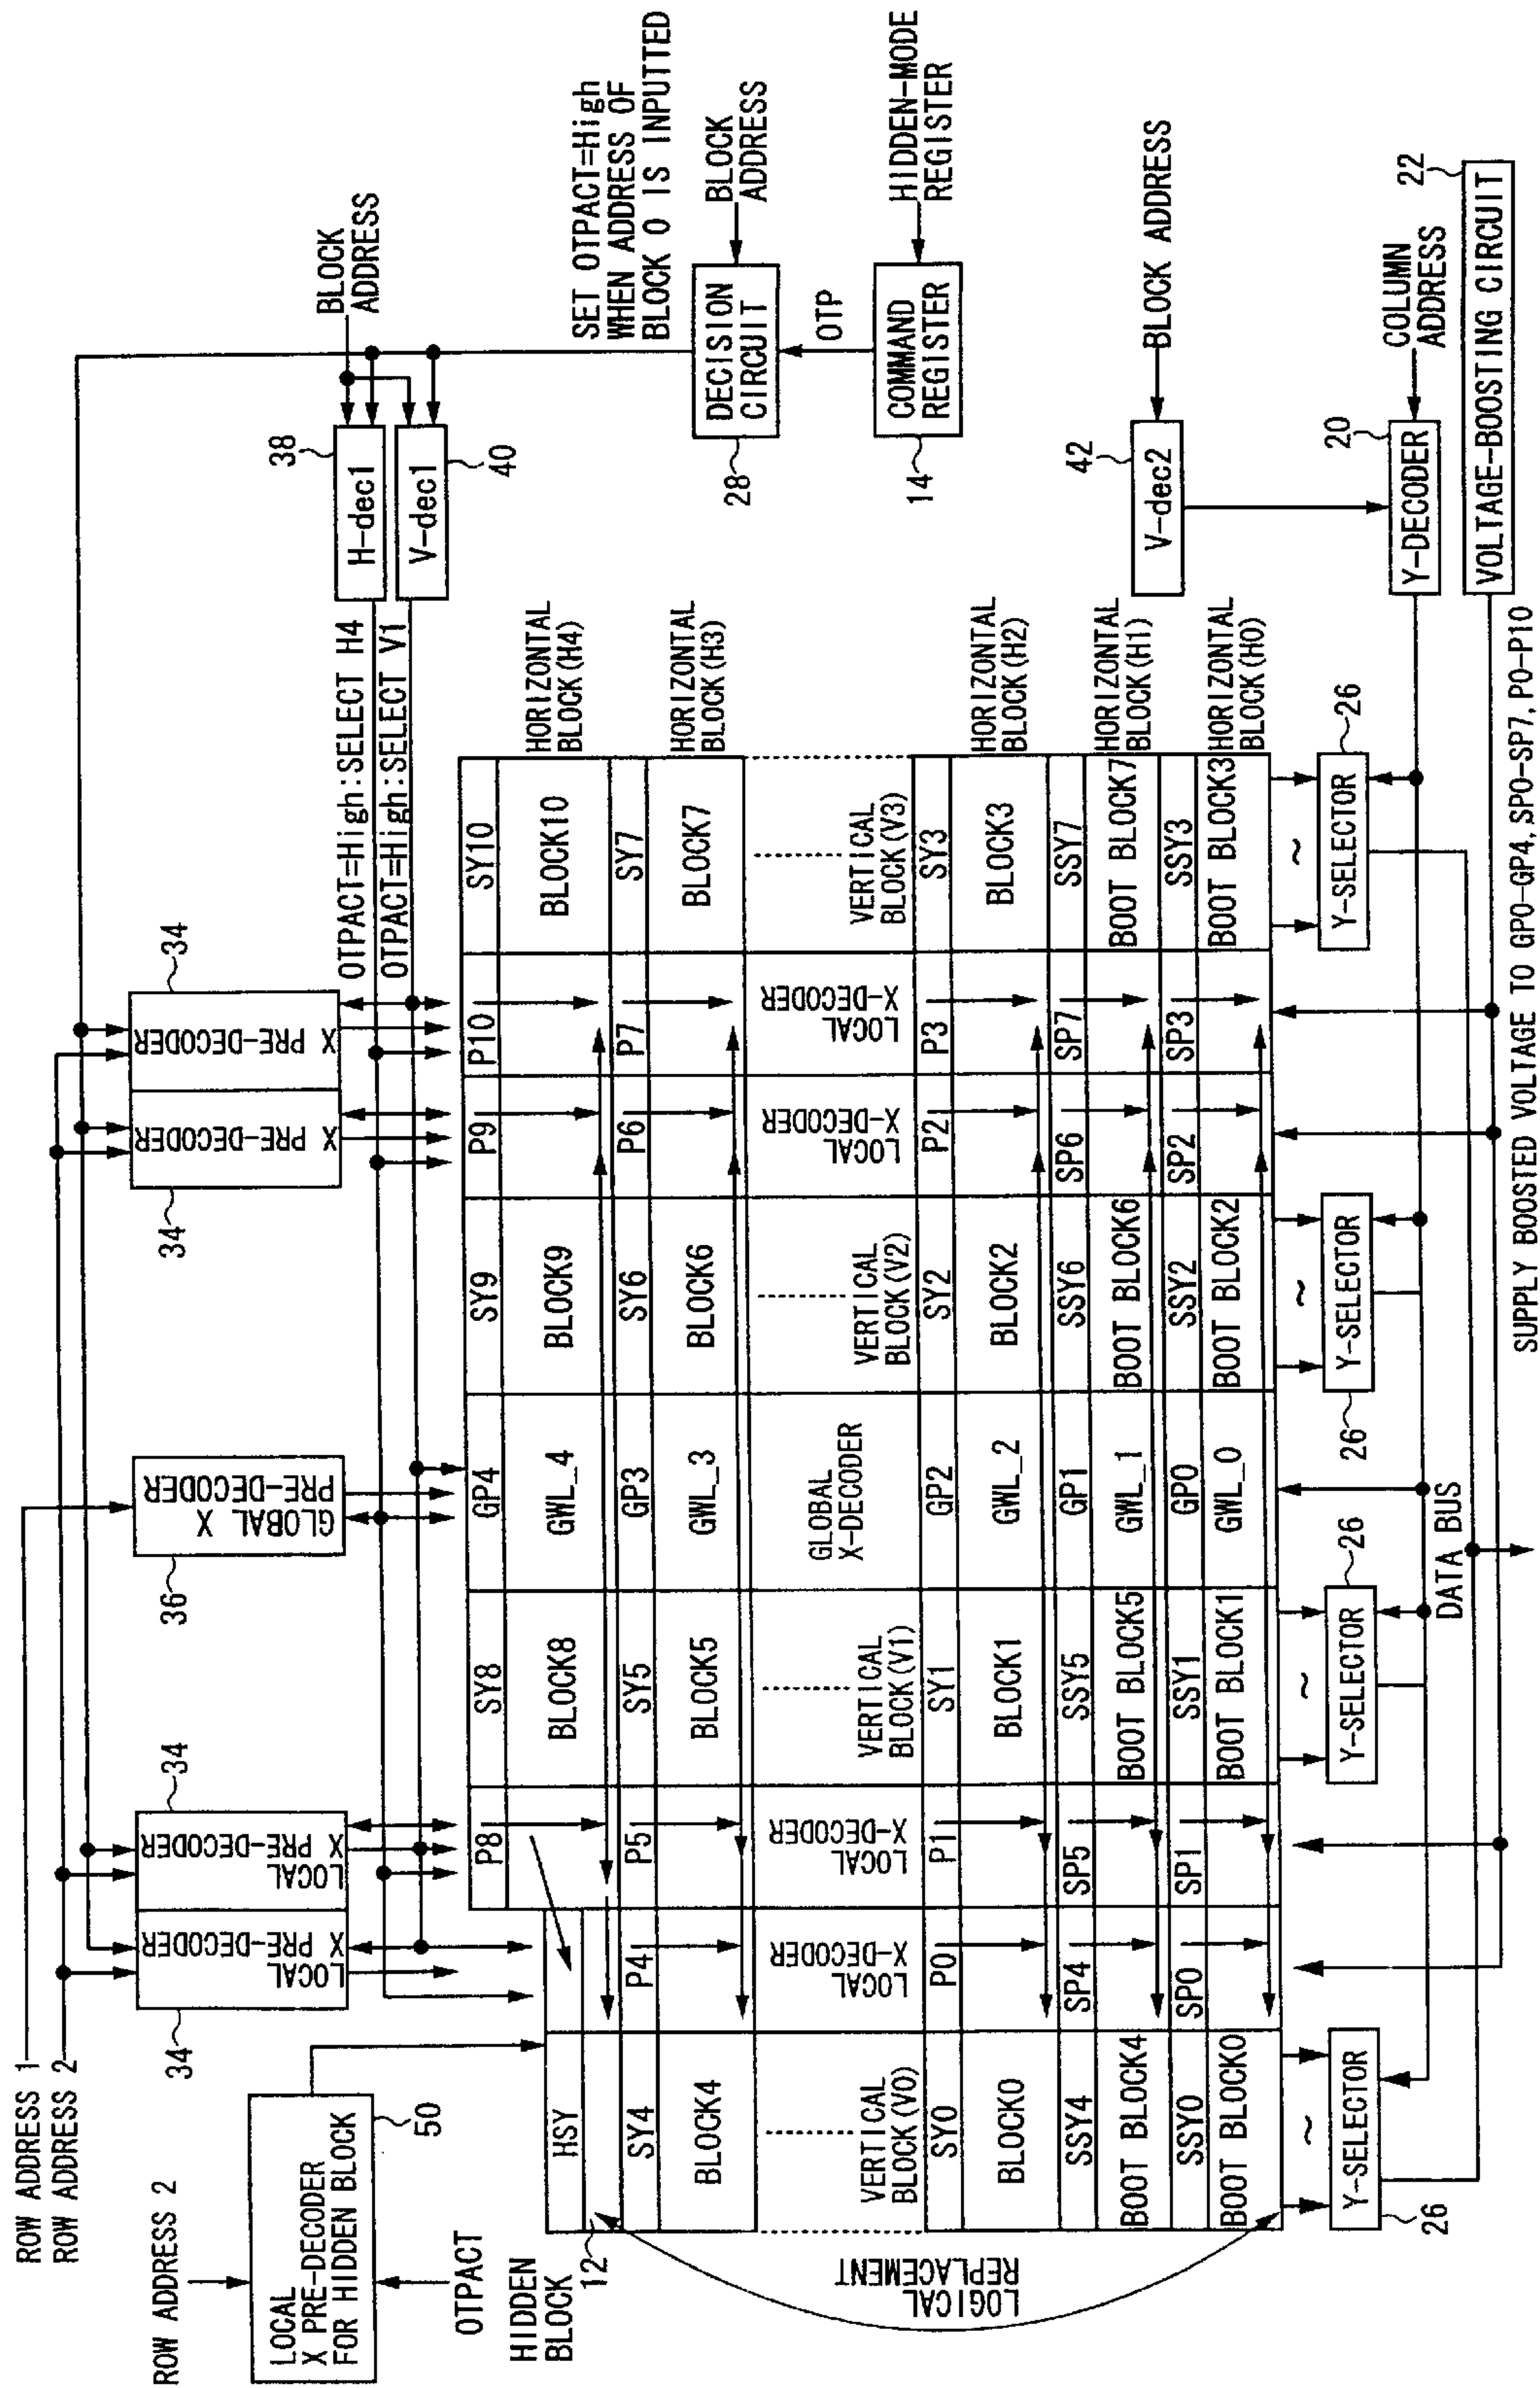 ROW ADDRESS 1
ROW ADDRESS 2
ROW ADDRESS 2
LOCAL
X PRE-DECODER
FOR HIDDEN BLOCK
50
OTPACT
HIDDEN
BLOCK
12
34
LOCAL
X PRE-DECODER
LOCAL
X PRE-DECODER
34
36
GLOBAL X
PRE-DECODER
34
X PRE-DECODER
X PRE-DECODER
34
OTPACT=High:SELECT H4
OTPACT=High:SELECT V1
38
H-dec1
V-dec1
40
BLOCK
ADDRESS
SET OTPACT=High
WHEN ADDRESS OF
BLOCK 0 IS INPUTTED
28
DECISION
CIRCUIT
BLOCK
ADDRESS
OTP
14
COMMAND
REGISTER
HIDDEN-MODE
REGISTER
HSY
P8
SY8
GP4
SY9
P9
P10
SY10
BLOCK8
GWL_4
BLOCK9
BLOCK10
HORIZONTAL
BLOCK(H4)
SY4
P4
P5
SY5
GP3
SY6
P6
P7
SY7
BLOCK4
BLOCK5
GWL_3
BLOCK6
BLOCK7
HORIZONTAL
BLOCK(H3)
VERTICAL
BLOCK(V0)
LOCAL
X-DECODER
LOCAL
X-DECODER
VERTICAL
BLOCK(V1)
GLOBAL
X-DECODER
VERTICAL
BLOCK(V2)
LOCAL
X-DECODER
LOCAL
X-DECODER
VERTICAL
BLOCK(V3)
SY0
P0
P1
SY1
GP2
SY2
P2
P3
SY3
BLOCK0
BLOCK1
GWL_2
BLOCK2
BLOCK3
HORIZONTAL
BLOCK(H2)
SSY4
SP4
SP5
SSY5
GP1
SSY6
SP6
SP7
SSY7
BOOT BLOCK4
BOOT BLOCK5
GWL_1
BOOT BLOCK6
BOOT BLOCK7
HORIZONTAL
BLOCK(H1)
SSY0
SP0
SP1
SSY1
GP0
SSY2
SP2
SP3
SSY3
BOOT BLOCK0
BOOT BLOCK1
GWL_0
BOOT BLOCK2
BOOT BLOCK3
HORIZONTAL
BLOCK(H0)
LOGICAL
REPLACEMENT
~
~
~
~
Y-SELECTOR
26
Y-SELECTOR
26
Y-SELECTOR
26
Y-SELECTOR
26
DATA BUS
42
V-dec2
BLOCK ADDRESS
20
Y-DECODER
COLUMN
ADDRESS
VOLTAGE-BOOSTING CIRCUIT
22
SUPPLY BOOSTED VOLTAGE TO GP0-GP4, SP0-SP7, P0-P10